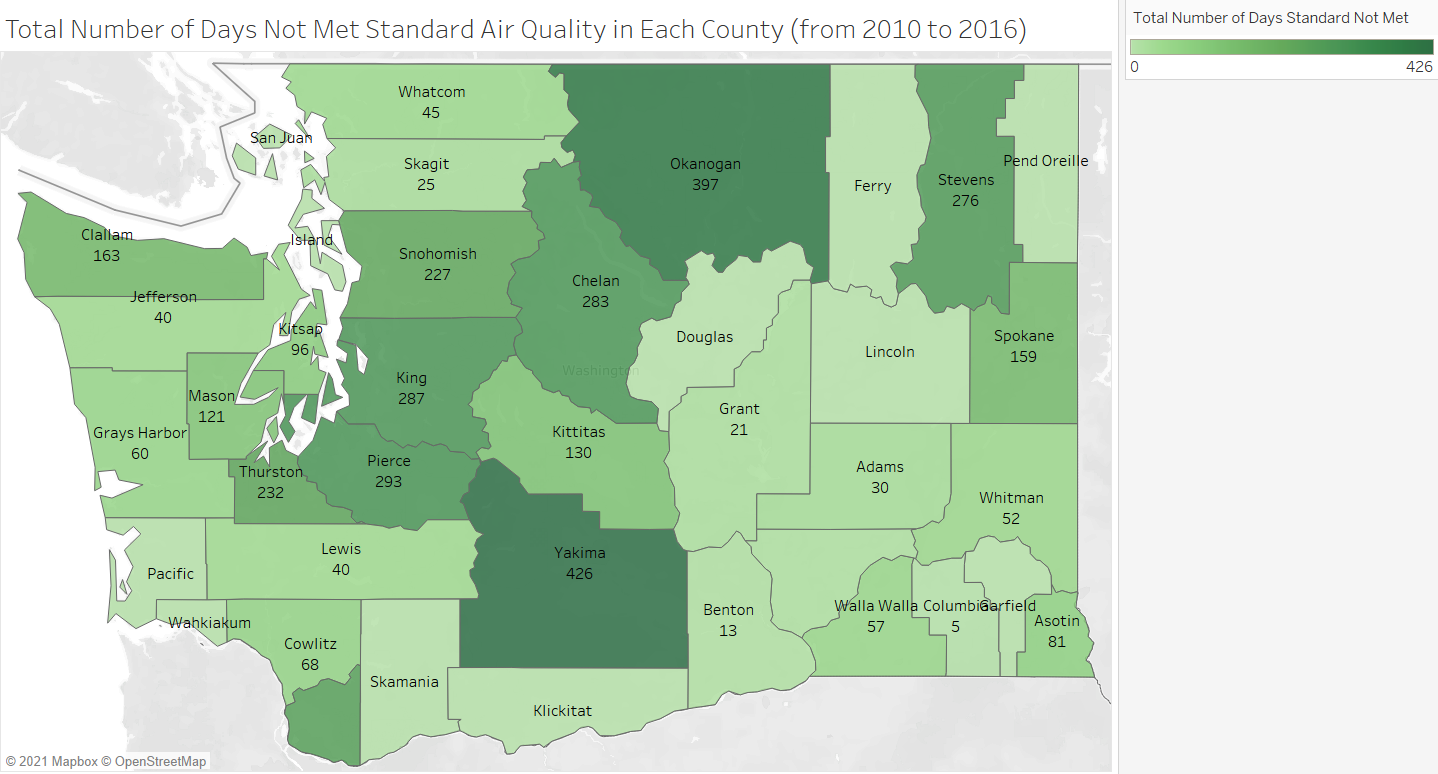 Total Number of Days Not Met Standard Air Quality in Each County (from 2010 to 2016)
Total Number of Days Standard Not Met
0
426
Whatcom
45
San Juan
Skagit
25
Okanogan
397
Ferry
Stevens
276
Pend Oreille
Clallam
163
Island
Snohomish
227
Chelan
283
Jefferson
40
Kitsap
96
Douglas
Lincoln
Spokane
159
Washington
King
287
Mason
121
Grant
21
Grays Harbor
60
Kittitas
130
Thurston
232
Pierce
293
Adams
30
Whitman
52
Lewis
40
Yakima
426
Pacific
Wahkiakum
Benton
13
Walla Walla
57
Columbia
5
Garfield
Asotin
81
Cowlitz
68
Skamania
Klickitat
© 2021 Mapbox © OpenStreetMap